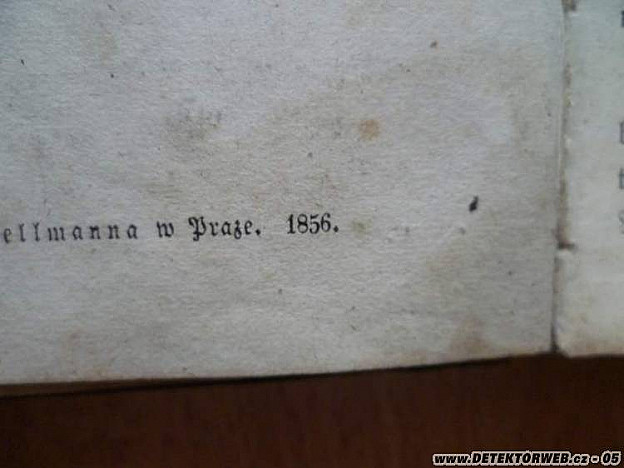 ellmanna w Praze. 1856.
www.DETEKTORWEB.cz - 05